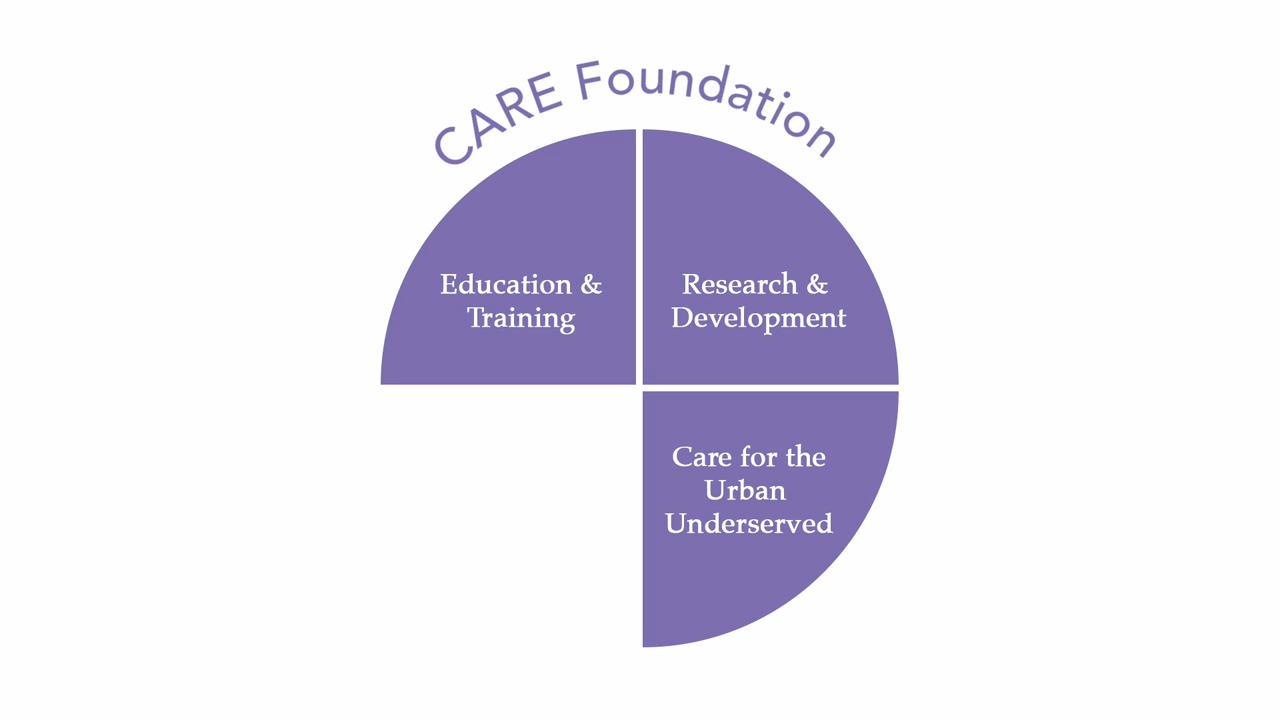 CARE Foundation
Education &
Training
Research &
Development
Care for the
Urban
Underserved